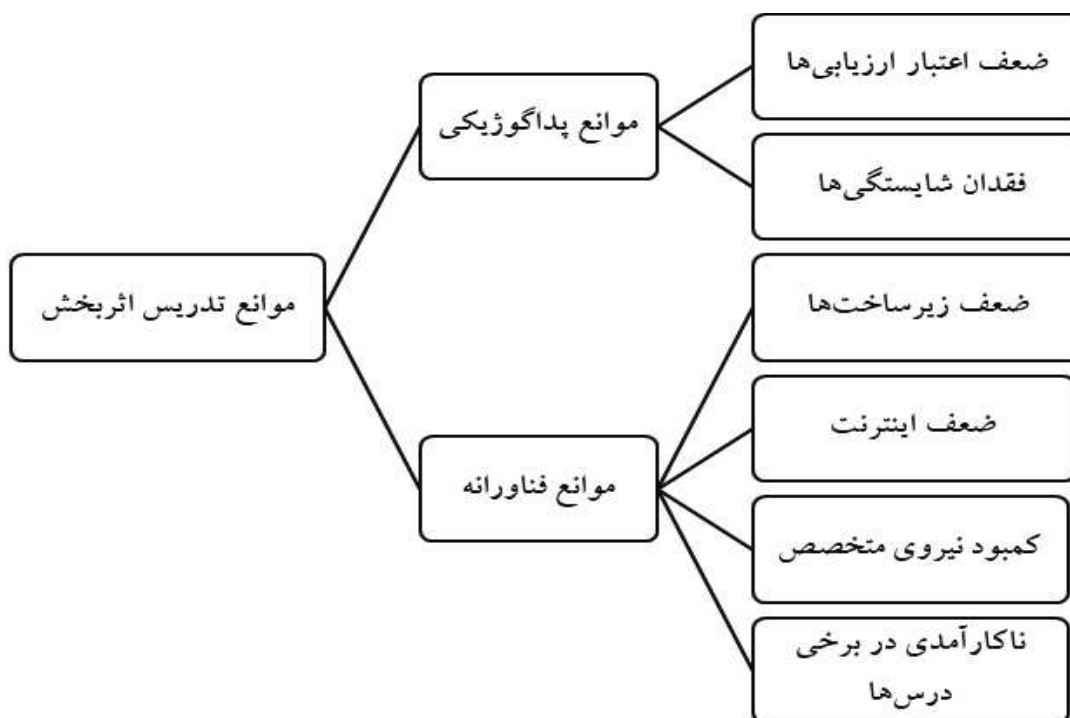 موانع تدریس اثربخش
موانع پداگوژیکی
ضعف اعتبار ارزیابی‌ها
فقدان شایستگی‌ها
موانع فناورانه
ضعف زیرساخت‌ها
ضعف اینترنت
کمبود نیروی متخصص
ناکارآمدی در برخی
درس‌ها